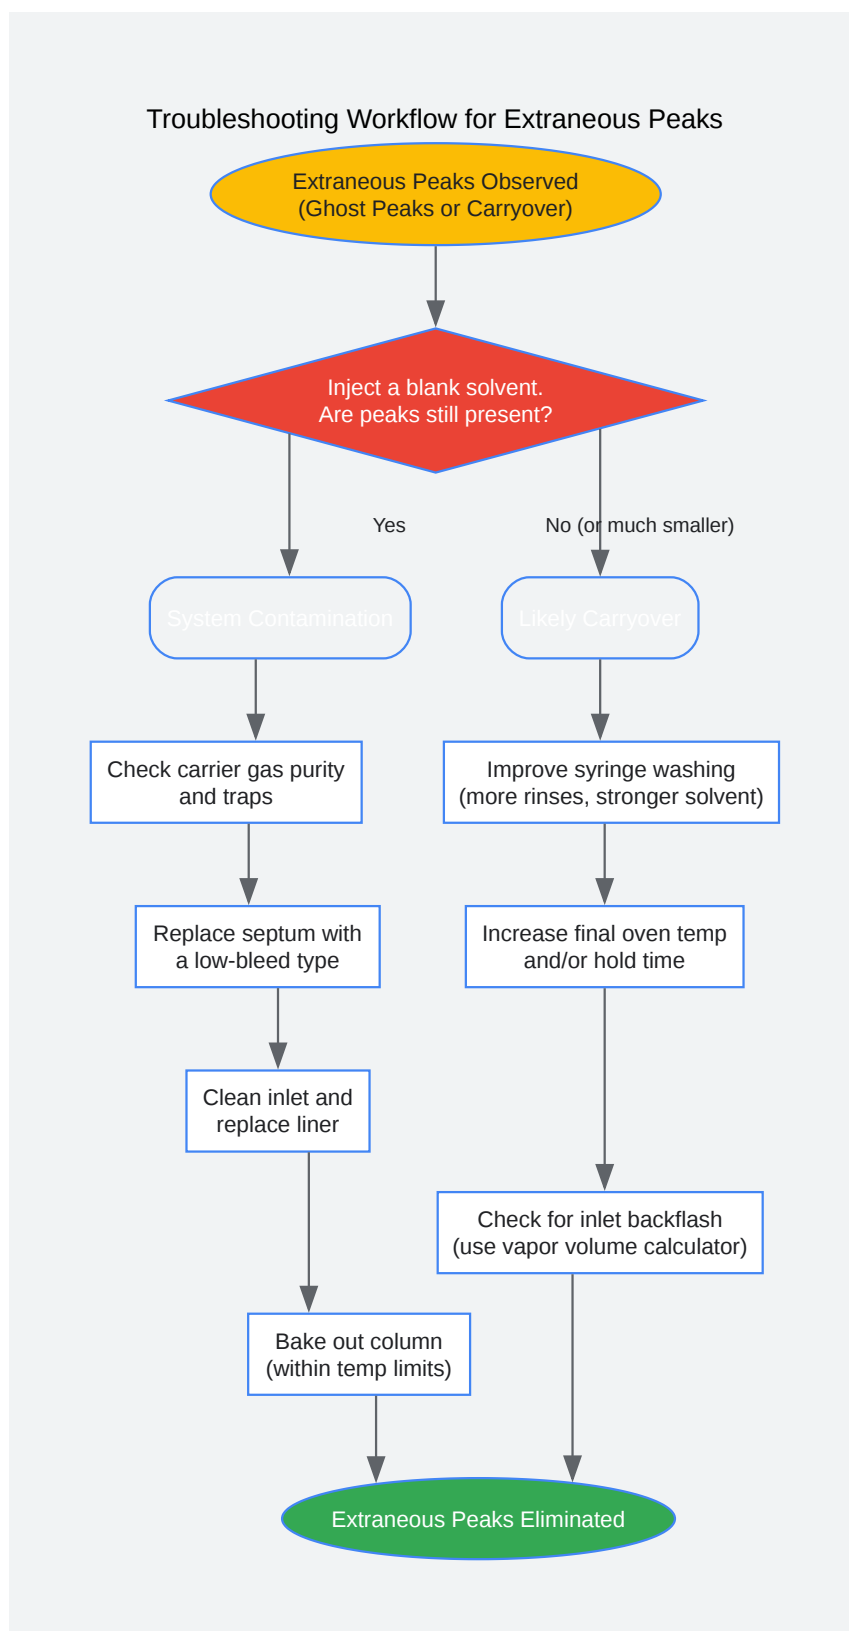 Troubleshooting Workflow for Extraneous Peaks
Extraneous Peaks Observed
(Ghost Peaks or Carryover)
Inject a blank solvent.
Are peaks still present?
Yes
No (or much smaller)
System Contamination
Likely Carryover
Check carrier gas purity
and traps
Improve syringe washing
(more rinses, stronger solvent)
Replace septum with
a low-bleed type
Increase final oven temp
and/or hold time
Clean inlet and
replace liner
Check for inlet backflash
(use vapor volume calculator)
Bake out column
(within temp limits)
Extraneous Peaks Eliminated